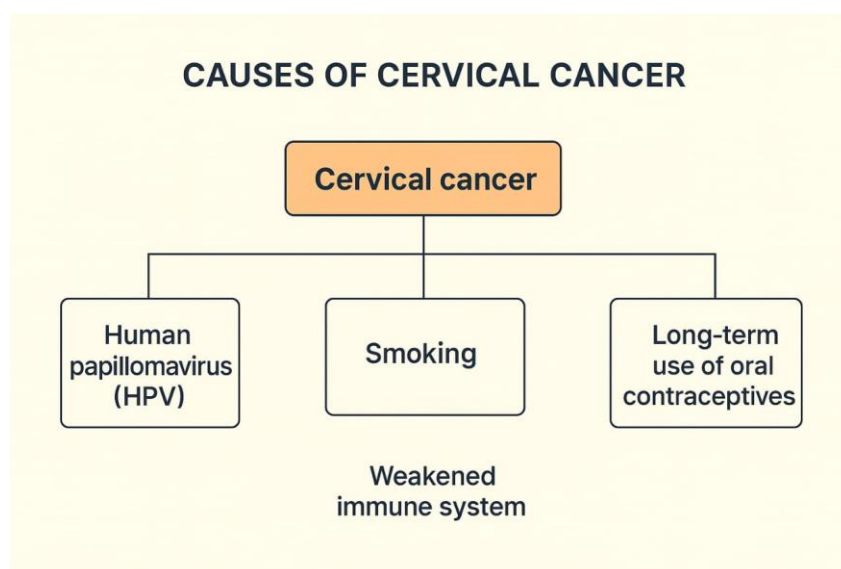 CAUSES OF CERVICAL CANCER
Cervical cancer
Human
papillomavirus
(HPV)
Smoking
Long-term
use of oral
contraceptives
Weakened
immune system